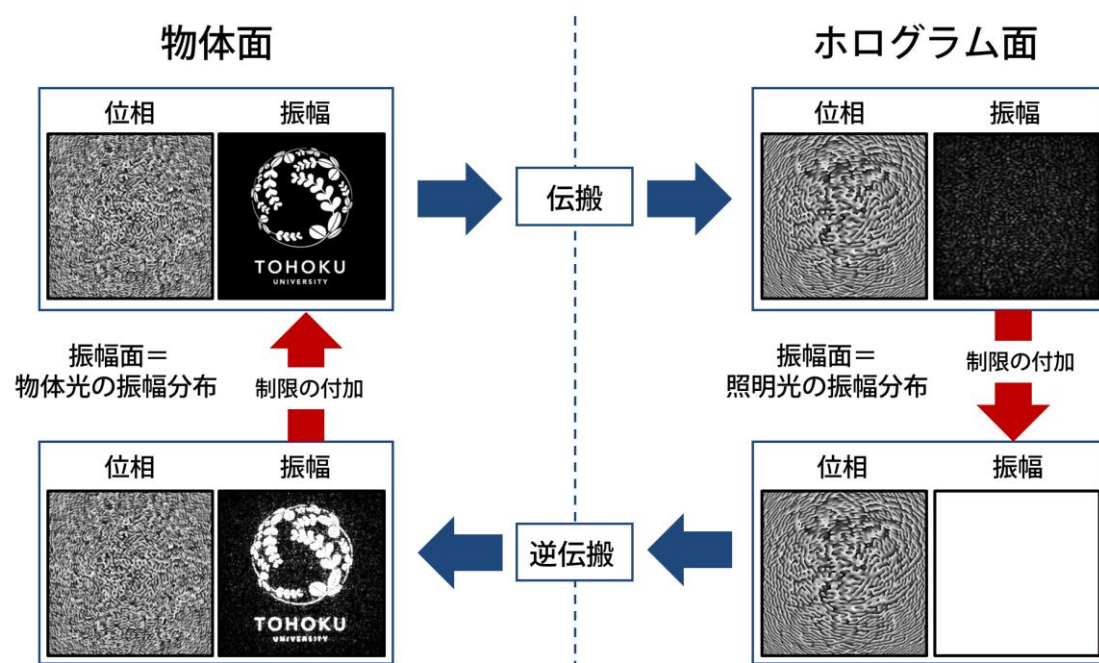 物体面
ホログラム面
位相
振幅
位相
振幅
TOHOKU
UNIVERSITY
伝搬
振幅面＝
物体光の振幅分布
制限の付加
振幅面＝
照明光の振幅分布
制限の付加
位相
振幅
位相
振幅
TOHOKU
UNIVERSITY
逆伝搬